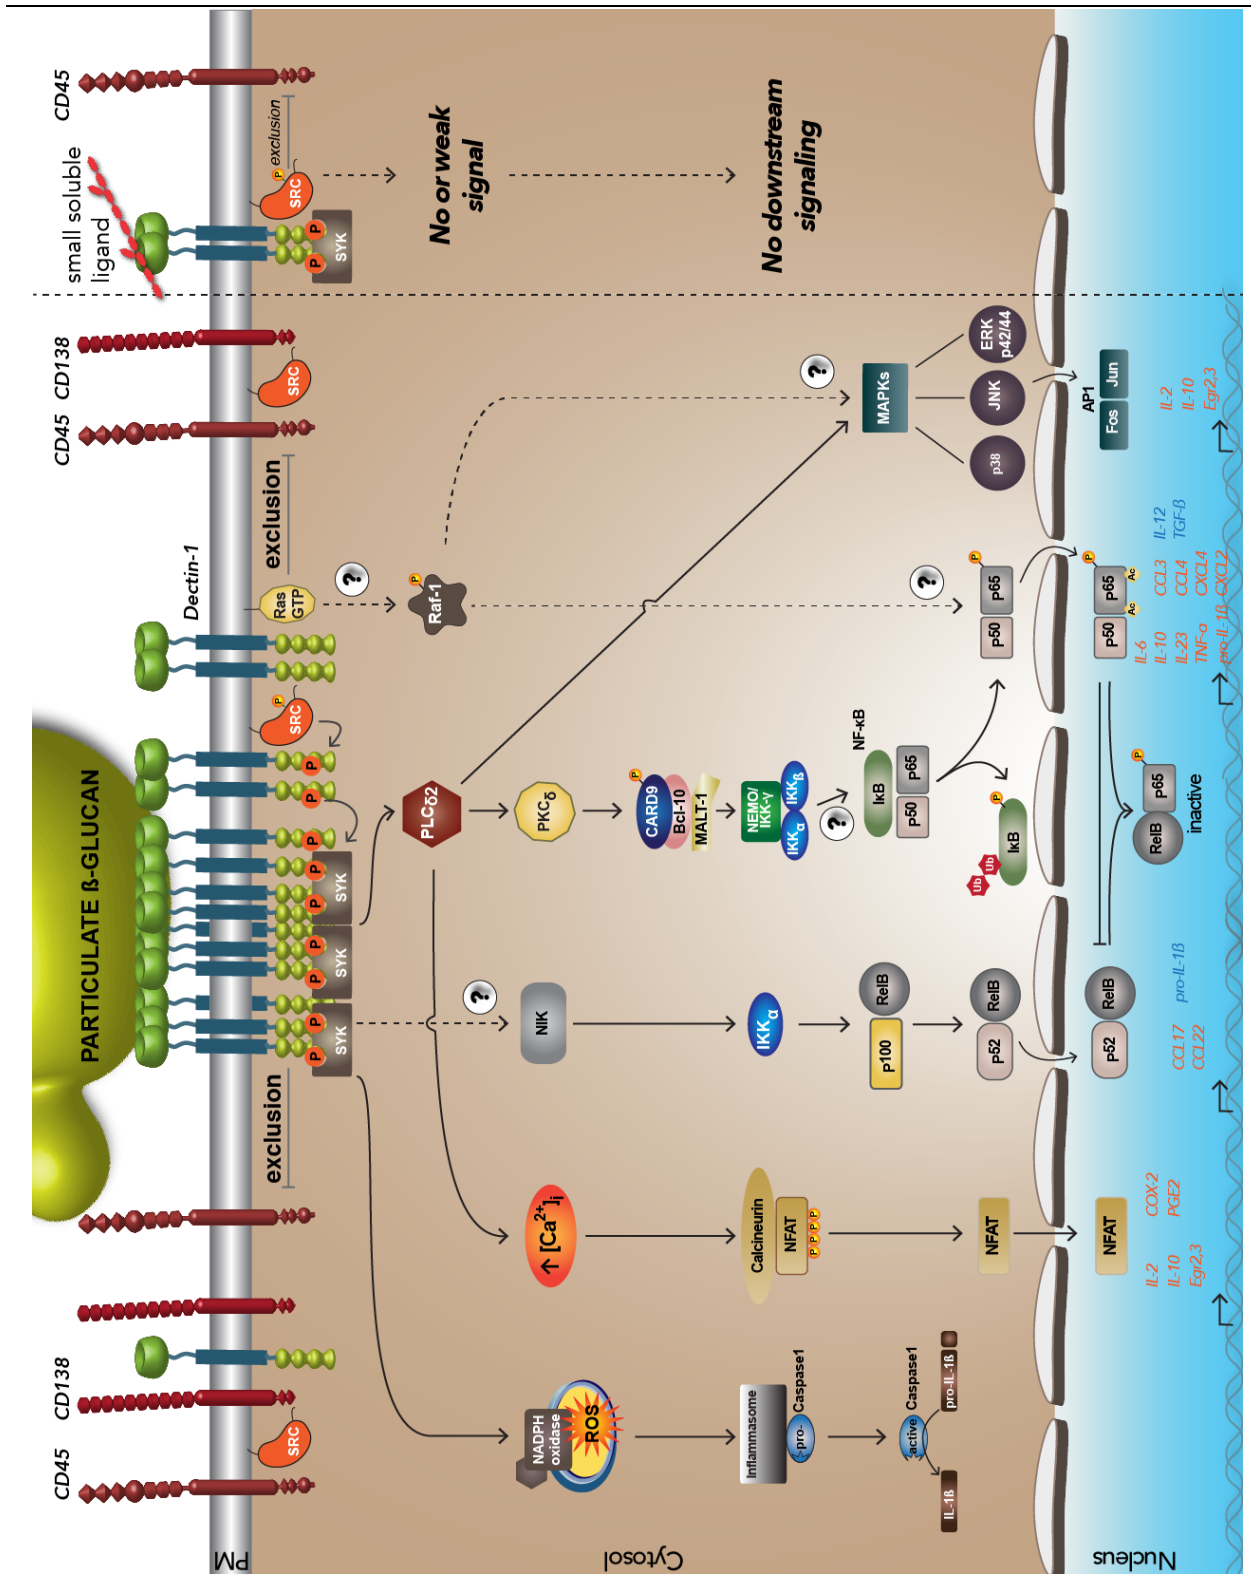 CD45
CD138
CD45
CD138
CD45
small soluble
ligand
PARTICULATE ß-GLUCAN
Dectin-1
PM
SRC
exclusion
SYK
P
P
SYK
P
P
SYK
P
P
P
P
P
SRC
P
Ras
GTP
exclusion
SRC
SYK
P
P
SRC
P
exclusion
PLCδ2
?
Raf-1
P
No or weak
signal
Cytosol
NADPH
oxidase
ROS
↑ [Ca2+]i
NIK
?
PKCδ
CARD9
P
Bcl-10
MALT-1
Inflammasome
pro-
Caspase1
Calcineurin
NFAT
P P P P
IKKα
NEMO/
IKK-γ
IKKα
IKKß
?
MAPKs
?
No downstream
signaling
active
Caspase1
pro-IL-1ß
IL-1ß
P100
RelB
NF-κB
IκB
p50
P65
?
p38
JNK
ERK
p42/44
NFAT
p52
RelB
Ub
Ub
IκB
P
p50
P65
P
Nucleus
NFAT
p52
RelB
RelB
P65
P
inactive
p50
P65
P
Ac
Ac
AP1
Fos
Jun
IL-2
IL-10
Egr2,3
COX-2
PGE2
CCL17
CCL22
pro-IL-1ß
IL-6
IL-10
IL-23
TNF-α
pro-IL-1ß
CCL3
CCL4
CXCL4
CXCL2
IL-12
TGF-ß
IL-2
IL-10
Egr2,3